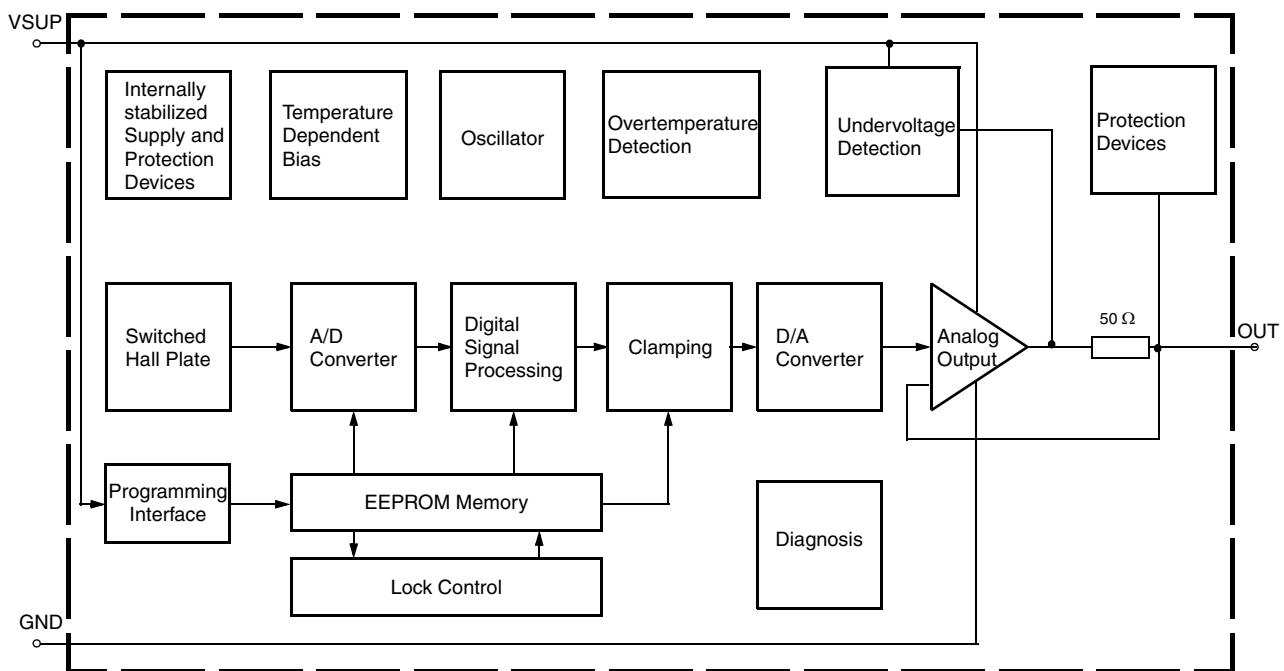 VSUP
Internally
stabilized
Supply and
Protection
Devices
Temperature
Dependent
Bias
Oscillator
Overtemperature
Detection
Undervoltage
Detection
Protection
Devices
Switched
Hall Plate
A/D
Converter
Digital
Signal
Processing
Clamping
D/A
Converter
Analog
Output
50 Ω
OUT
Programming
Interface
EEPROM Memory
Lock Control
Diagnosis
GND